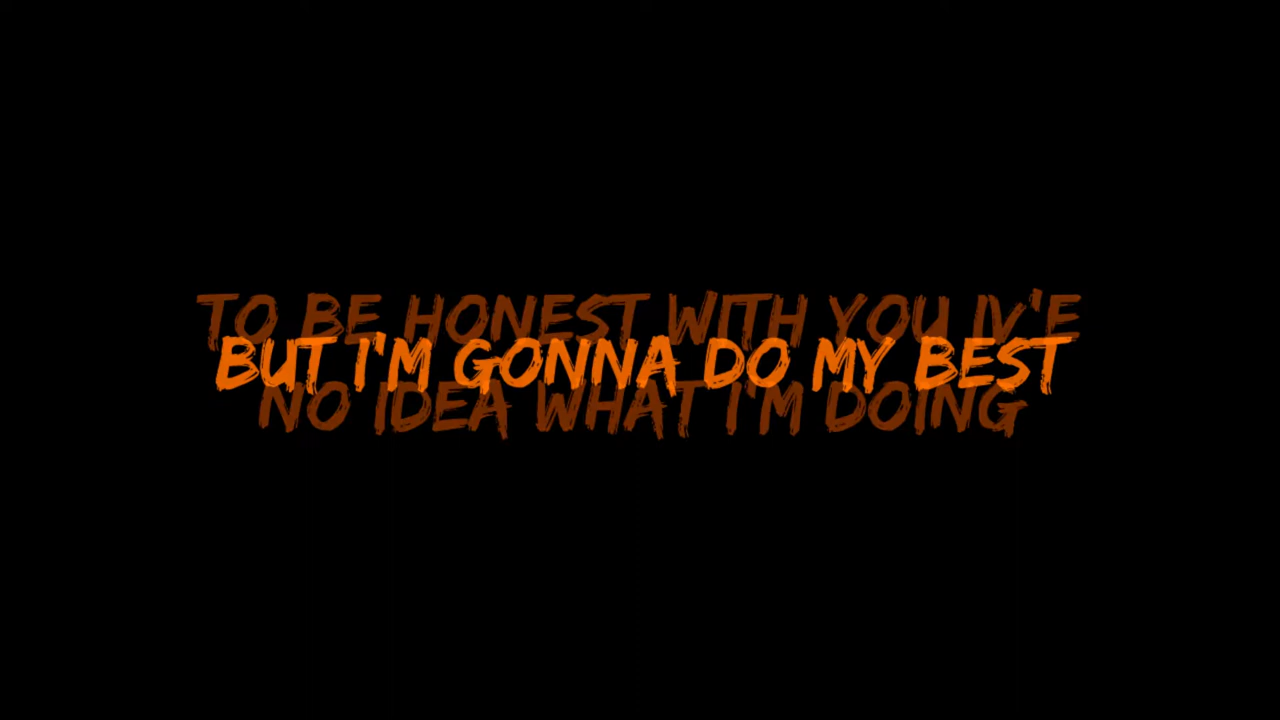 TO BE HONEST WITH YOU IV'E
BUT I'M GONNA DO MY BEST
NO IDEA WHAT I'M DOING